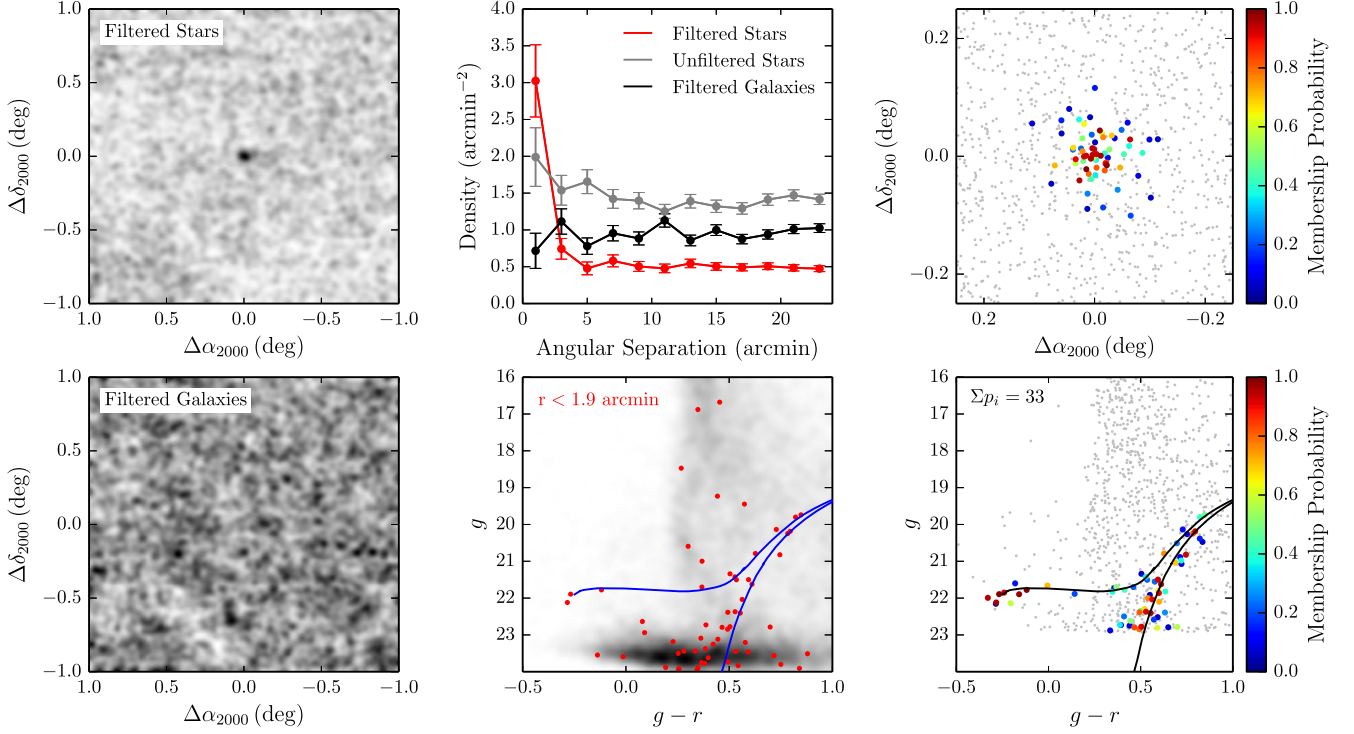 Filtered Stars
1.0
0.5
0.0
−0.5
−1.0
1.0 0.5 0.0 −0.5 −1.0
Δδ2000 (deg)
Δα2000 (deg)
Filtered Stars
Unfiltered Stars
Filtered Galaxies
4.0
3.5
3.0
2.5
2.0
1.5
1.0
0.5
0.0
0 5 10 15 20
Density (arcmin−2)
Angular Separation (arcmin)
0.2
0.0
−0.2
0.2 0.0 −0.2
Δδ2000 (deg)
Δα2000 (deg)
1.0
0.8
0.6
0.4
0.2
0.0
Membership Probability
Filtered Galaxies
1.0
0.5
0.0
−0.5
−1.0
1.0 0.5 0.0 −0.5 −1.0
Δδ2000 (deg)
Δα2000 (deg)
r < 1.9 arcmin
16
17
18
19
20
21
22
23
−0.5 0.0 0.5 1.0
g
g − r
Σpi = 33
16
17
18
19
20
21
22
23
−0.5 0.0 0.5 1.0
g
g − r
1.0
0.8
0.6
0.4
0.2
0.0
Membership Probability